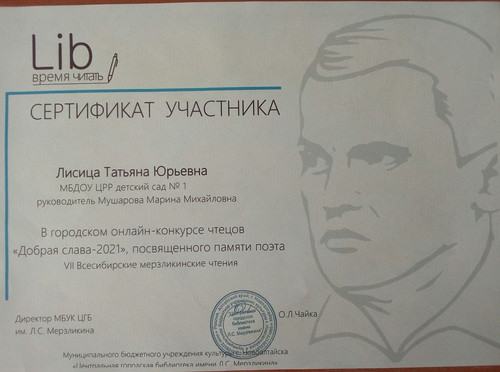 Lib
время читать
СЕРТИФИКАТ УЧАСТНИКА
Лисица Татьяна Юрьевна
МБДОУ ЦРР детский сад № 1
руководитель Мушарова Марина Михайловна
В городском онлайн-конкурсе чтецов
«Добрая слава-2021», посвященного памяти поэта
VII Всесибирские мерзликинские чтения
Директор МБУК ЦГБ
им. Л.С. Мерзликина
О.Л.Чайка
Муниципального бюджетного учреждения культуры г. Новоалтайска
«Центральная городская библиотека имени Л.С. Мерзликина»